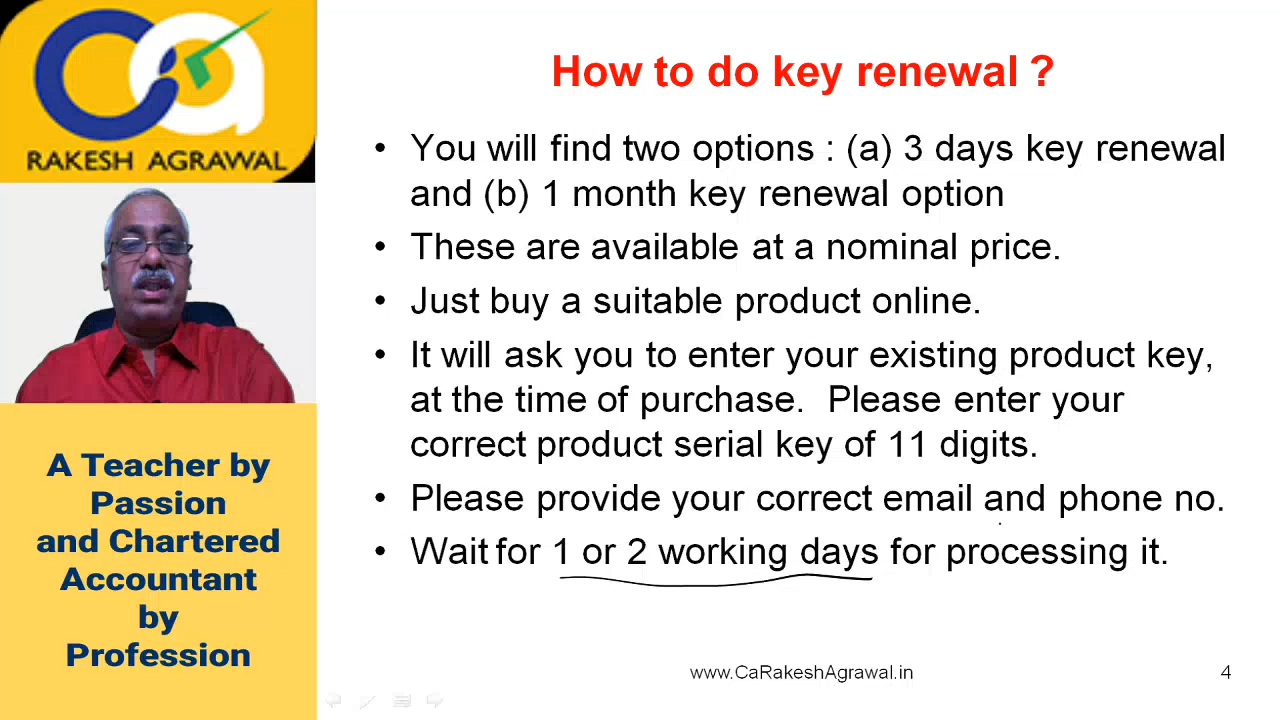 ca
RAKESH AGRAWAL
A Teacher by
Passion
and Chartered
Accountant
by
Profession
How to do key renewal ?
• You will find two options : (a) 3 days key renewal
and (b) 1 month key renewal option
• These are available at a nominal price.
• Just buy a suitable product online.
• It will ask you to enter your existing product key,
at the time of purchase. Please enter your
correct product serial key of 11 digits.
• Please provide your correct email and phone no.
• Wait for 1 or 2 working days for processing it.
www.CaRakeshAgrawal.in
4